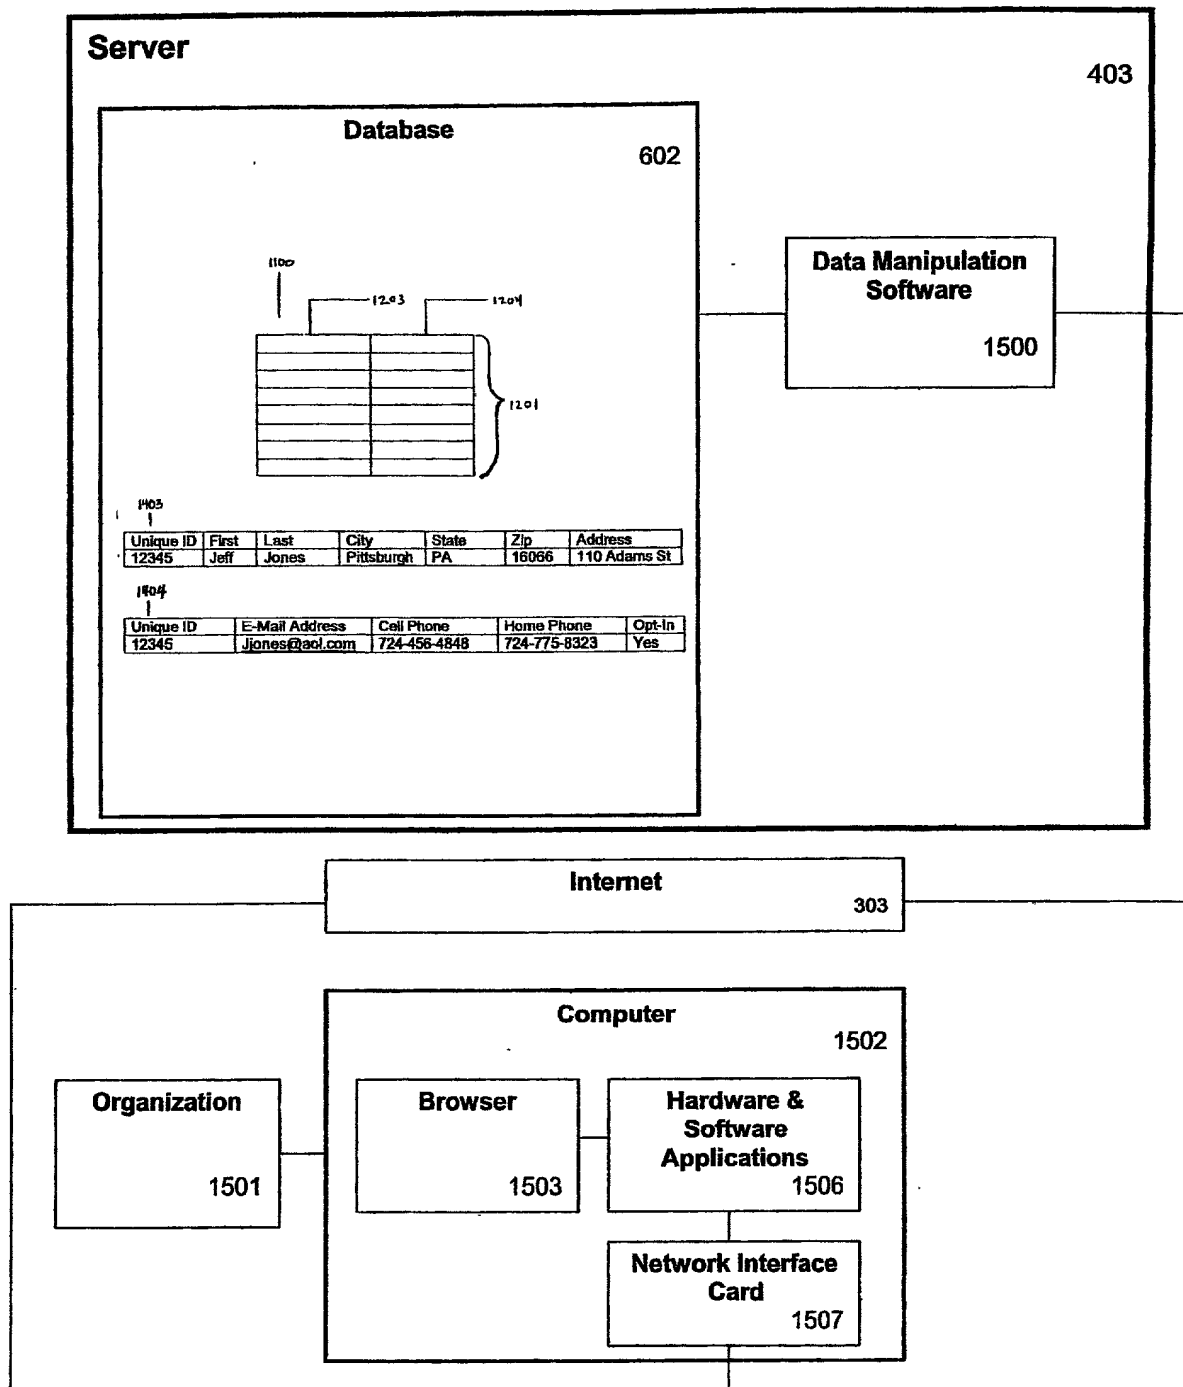 Server
403
Database
602
Data Manipulation
Software
1500
1100
1203
1204
1201
1403
Unique ID First Last City State Zip Address
12345 Jeff Jones Pittsburgh PA 16066 110 Adams St
1404
Unique ID E-Mail Address Cell Phone Home Phone Opt-In
12345 Jjones@aol.com 724-456-4848 724-775-8323 Yes
Internet
303
Computer
1502
Organization
1501
Browser
1503
Hardware &
Software
Applications
1506
Network Interface
Card
1507